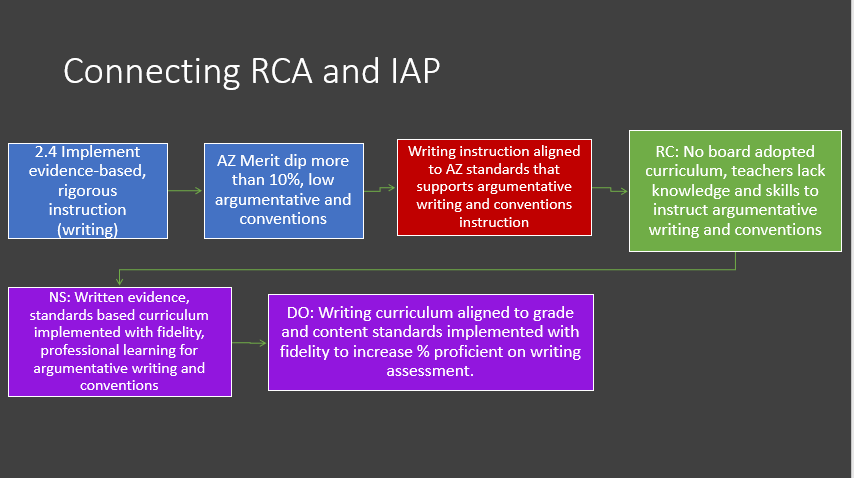 Connecting RCA and IAP
2.4 Implement
evidence-based,
rigorous
instruction
(writing)
AZ Merit dip more
than 10%, low
argumentative and
conventions
Writing instruction aligned
to AZ standards that
supports argumentative
writing and conventions
instruction
RC: No board adopted
curriculum, teachers lack
knowledge and skills to
instruct argumentative
writing and conventions
NS: Written evidence,
standards based curriculum
implemented with fidelity,
professional learning for
argumentative writing and
conventions
DO: Writing curriculum aligned to grade
and content standards implemented with
fidelity to increase % proficient on writing
assessment.